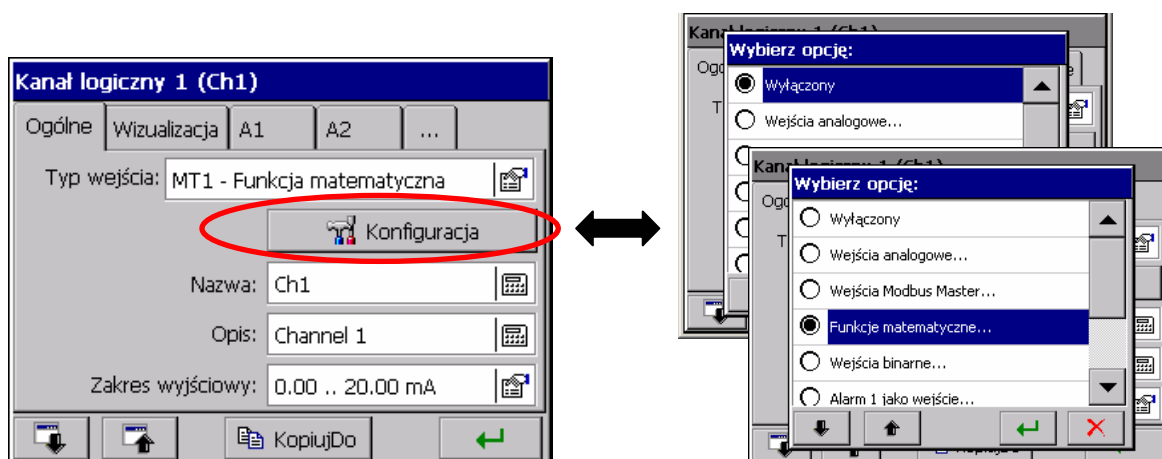 Kanał logiczny 1 (Ch1)
Ogólne Wizualizacja A1 A2 ...
Typ wejścia: MT1 - Funkcja matematyczna
Konfiguracja
Nazwa: Ch1
Opis: Channel 1
Zakres wyjściowy: 0.00 .. 20.00 mA
KopiujDo
Wybierz opcję:
Wyłączony
Wejścia analogowe...
Wybierz opcję:
Wyłączony
Wejścia analogowe...
Wejścia Modbus Master...
Funkcje matematyczne...
Wejścia binarne...
Alarm 1 jako wejście...